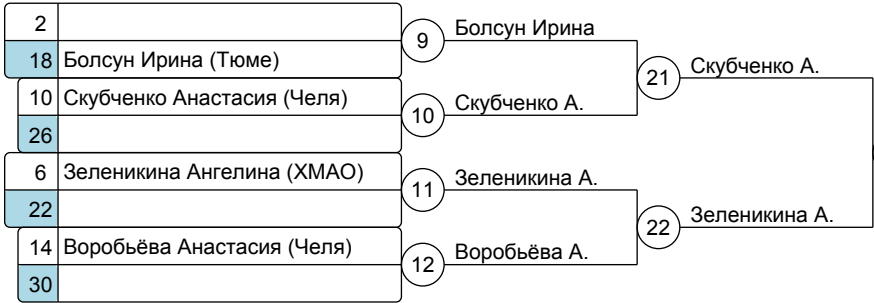 2
18 Болсун Ирина (Тюме)
9 Болсун Ирина
10 Скубченко Анастасия (Челя)
26
10 Скубченко А.
21 Скубченко А.
6 Зеленикина Ангелина (ХМАО)
22
11 Зеленикина А.
14 Воробьёва Анастасия (Челя)
30
12 Воробьёва А.
22 Зеленикина А.